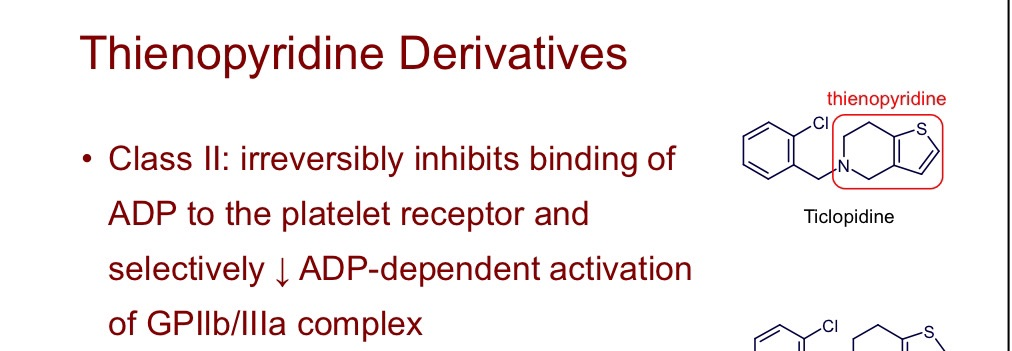 Thienopyridine Derivatives
thienopyridine
Cl
S
N
Ticlopidine
• Class II: irreversibly inhibits binding of
ADP to the platelet receptor and
selectively ↓ ADP-dependent activation
of GPIIb/IIIa complex
Cl
S